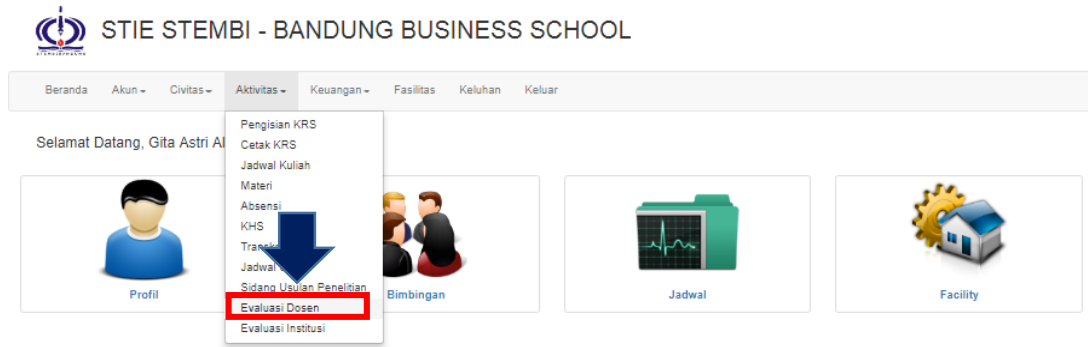 STIE STEMBI - BANDUNG BUSINESS SCHOOL
Beranda Akun Civitas Aktivitas Keuangan Fasilitas Keluhan Keluar
Selamat Datang, Gita Astri
Pengisian KRS
Cetak KRS
Jadwal Kuliah
Materi
Absensi
KHS
Jadwal
Sidang Usulan Penelitian
Evaluasi Dosen
Evaluasi Institusi
Profil
Bimbingan
Jadwal
Facility